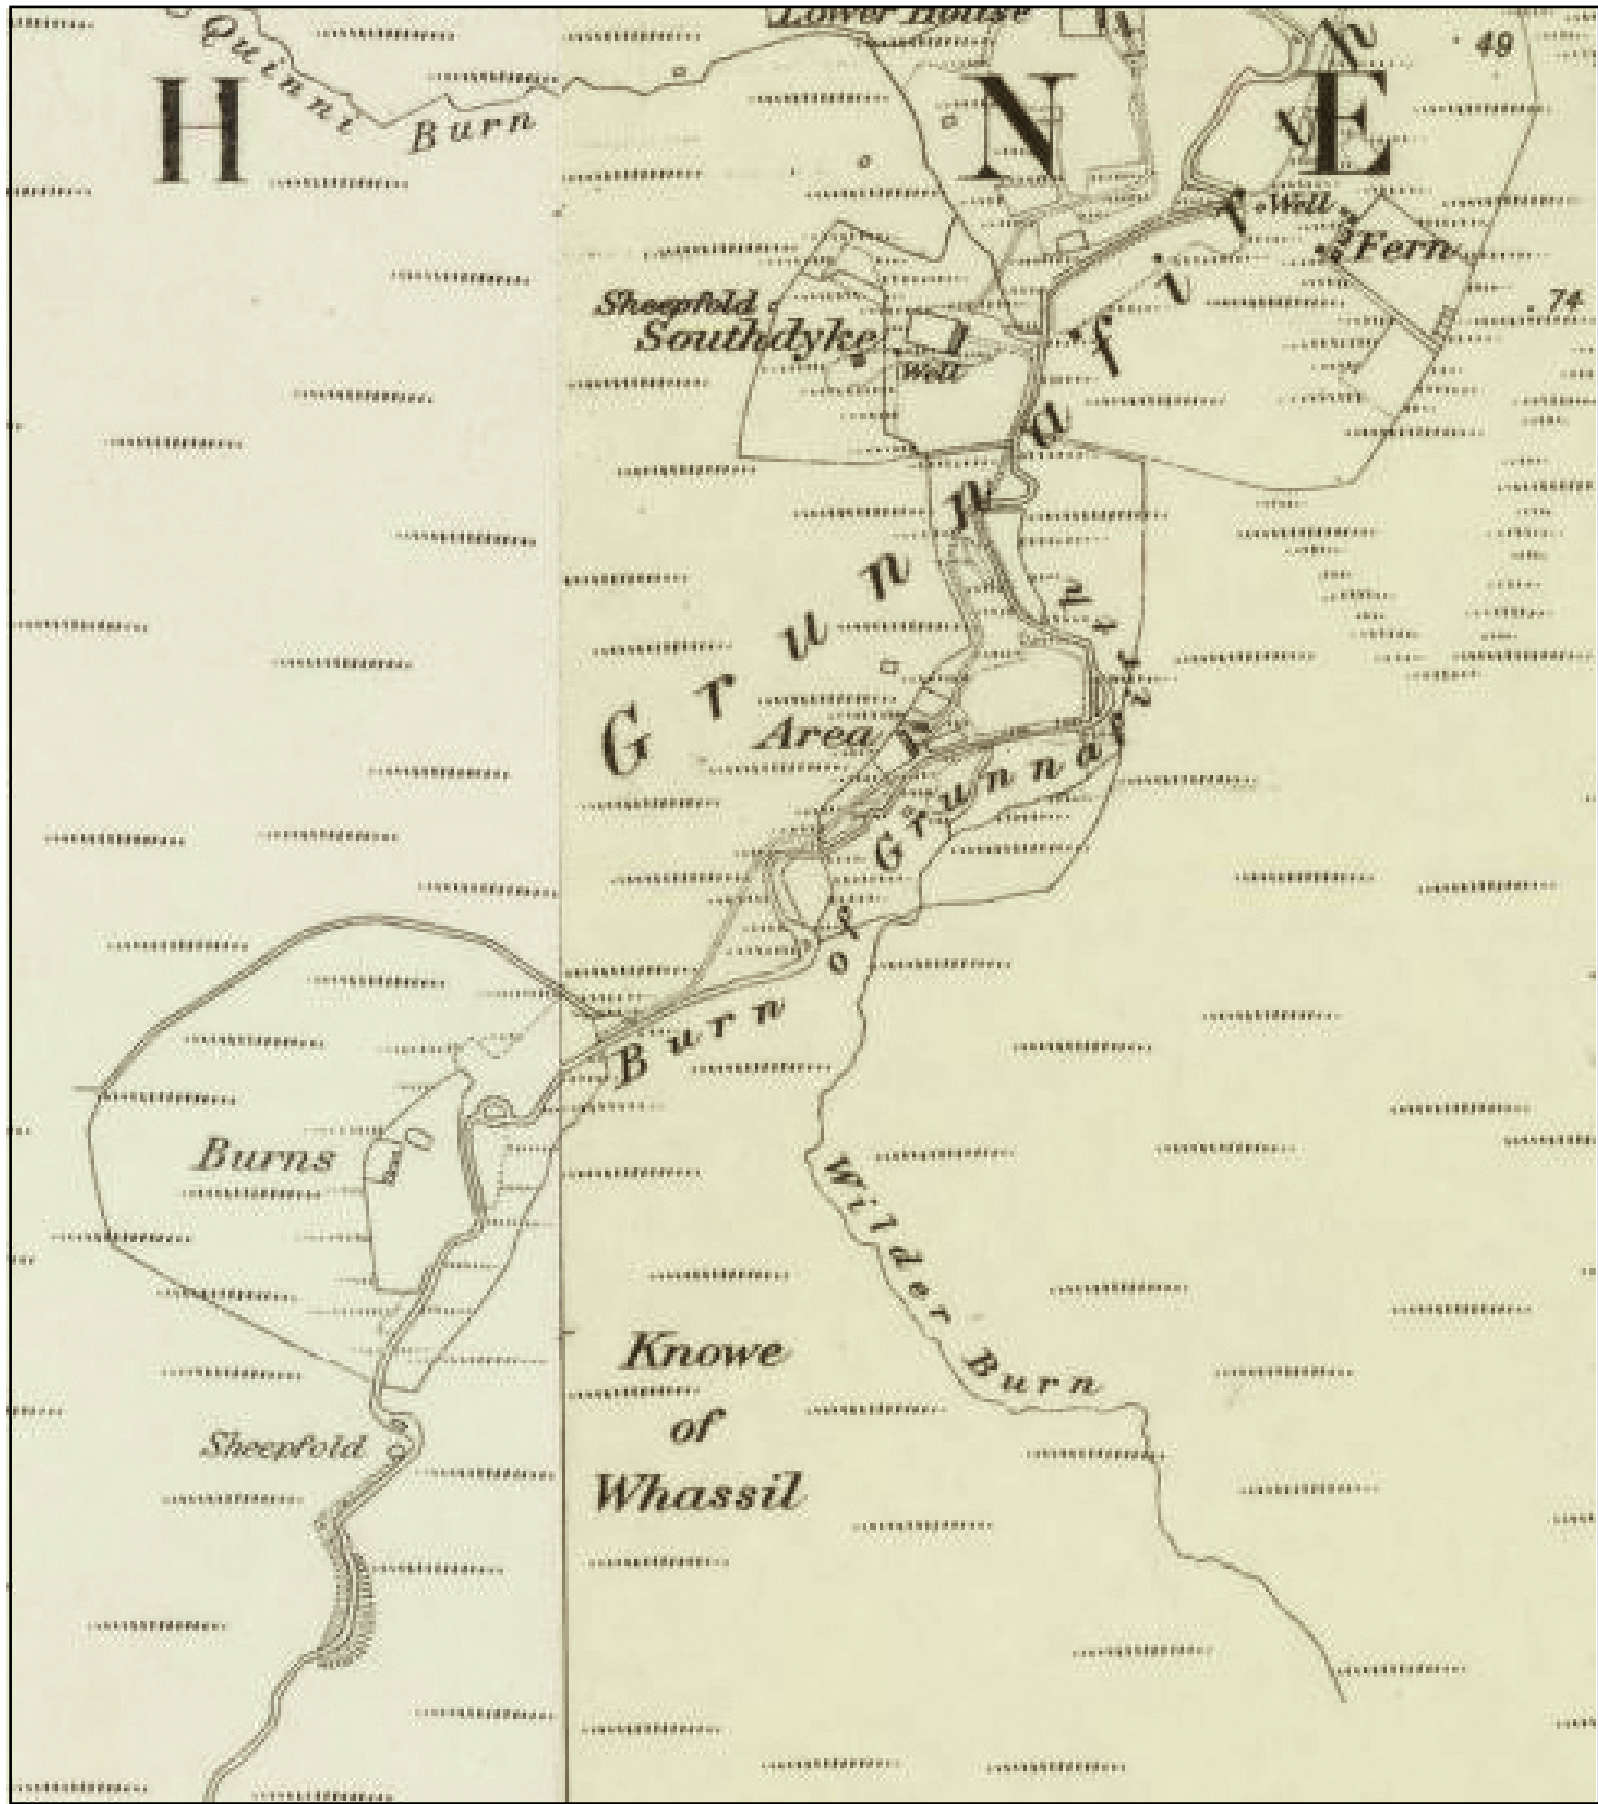 Lower House
Quinni Burn
H N E
49
Well
Fern
Sheepfold
Southdyke
74
Well
Grunnafirth
Area
Burn of Grunnafirth
Burns
Wilder Burn
Knowe
of
Whassil
Sheepfold